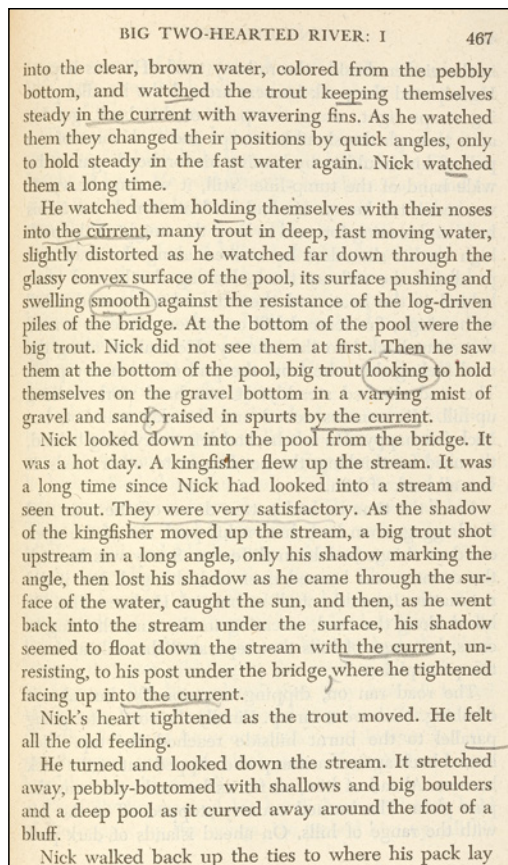 BIG TWO-HEARTED RIVER: I 467
into the clear, brown water, colored from the pebbly
bottom, and watched the trout keeping themselves
steady in the current with wavering fins. As he watched
them they changed their positions by quick angles, only
to hold steady in the fast water again. Nick watched
them a long time.
He watched them holding themselves with their noses
into the current, many trout in deep, fast moving water,
slightly distorted as he watched far down through the
glassy convex surface of the pool, its surface pushing and
swelling smooth against the resistance of the log-driven
piles of the bridge. At the bottom of the pool were the
big trout. Nick did not see them at first. Then he saw
them at the bottom of the pool, big trout looking to hold
themselves on the gravel bottom in a varying mist of
gravel and sand, raised in spurts by the current.
Nick looked down into the pool from the bridge. It
was a hot day. A kingfisher flew up the stream. It was
a long time since Nick had looked into a stream and
seen trout. They were very satisfactory. As the shadow
of the kingfisher moved up the stream, a big trout shot
upstream in a long angle, only his shadow marking the
angle, then lost his shadow as he came through the sur-
face of the water, caught the sun, and then, as he went
back into the stream under the surface, his shadow
seemed to float down the stream with the current, un-
resisting, to his post under the bridge where he tightened
facing up into the current.
Nick's heart tightened as the trout moved. He felt
all the old feeling.
He turned and looked down the stream. It stretched
away, pebbly-bottomed with shallows and big boulders
and a deep pool as it curved away around the foot of a
bluff.
Nick walked back up the ties to where his pack lay